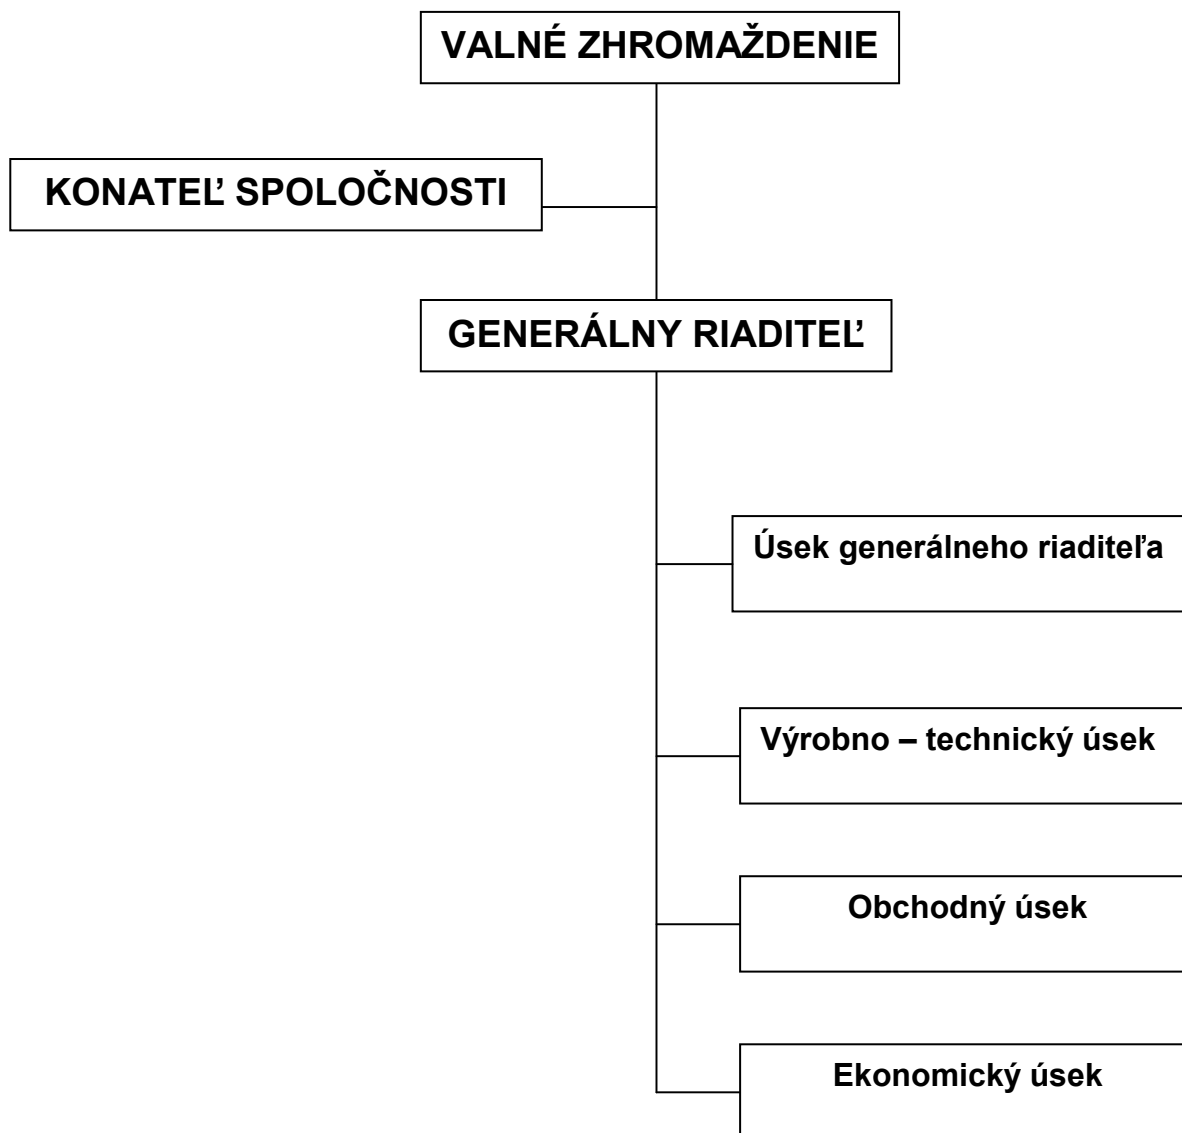 VALNÉ ZHROMAŽDENIE
KONATEĽ SPOLOČNOSTI
GENERÁLNY RIADITEĽ
Úsek generálneho riaditeľa
Výrobno – technický úsek
Obchodný úsek
Ekonomický úsek